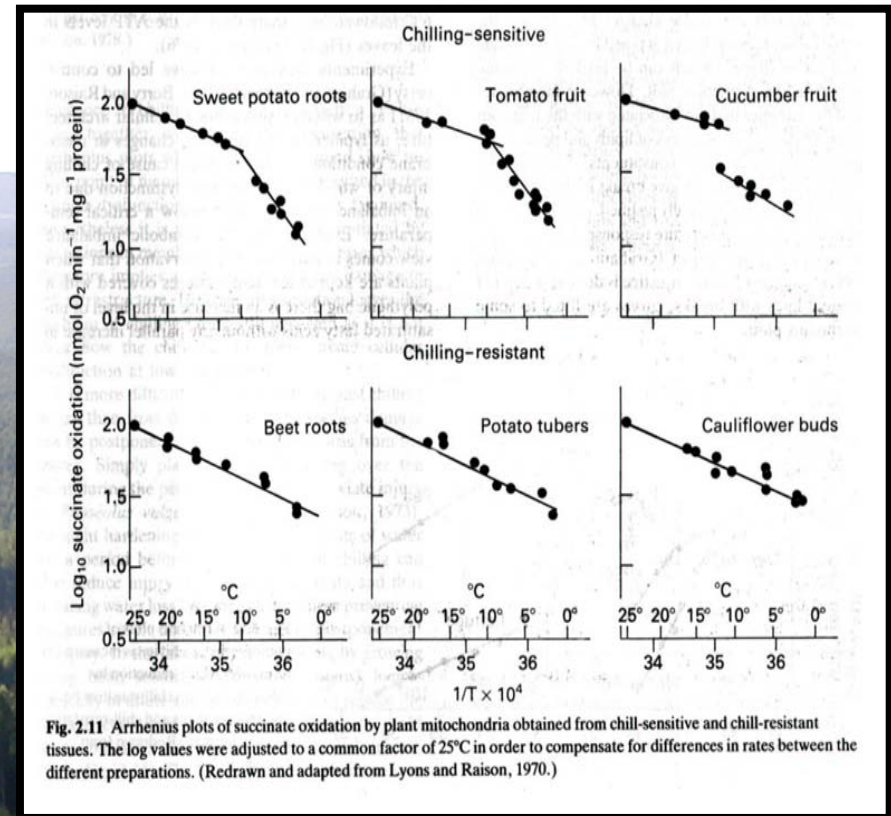 Chilling-sensitive
Sweet potato roots
Tomato fruit
Cucumber fruit
2.0
1.5
1.0
0.5
Log₁₀ succinate oxidation (nmol O₂ min⁻¹ mg⁻¹ protein)
Chilling-resistant
Beet roots
Potato tubers
Cauliflower buds
2.0
1.5
1.0
0.5
°C °C °C
25 20° 15° 10° 5° 0° 25° 20° 15° 10° 5° 0° 25 20° 15° 10° 5° 0°
34 35 36 34 35 36 34 35 36
1/T × 10⁴
Fig. 2.11 Arrhenius plots of succinate oxidation by plant mitochondria obtained from chill-sensitive and chill-resistant
tissues. The log values were adjusted to a common factor of 25°C in order to compensate for differences in rates between the
different preparations. (Redrawn and adapted from Lyons and Raison, 1970.)